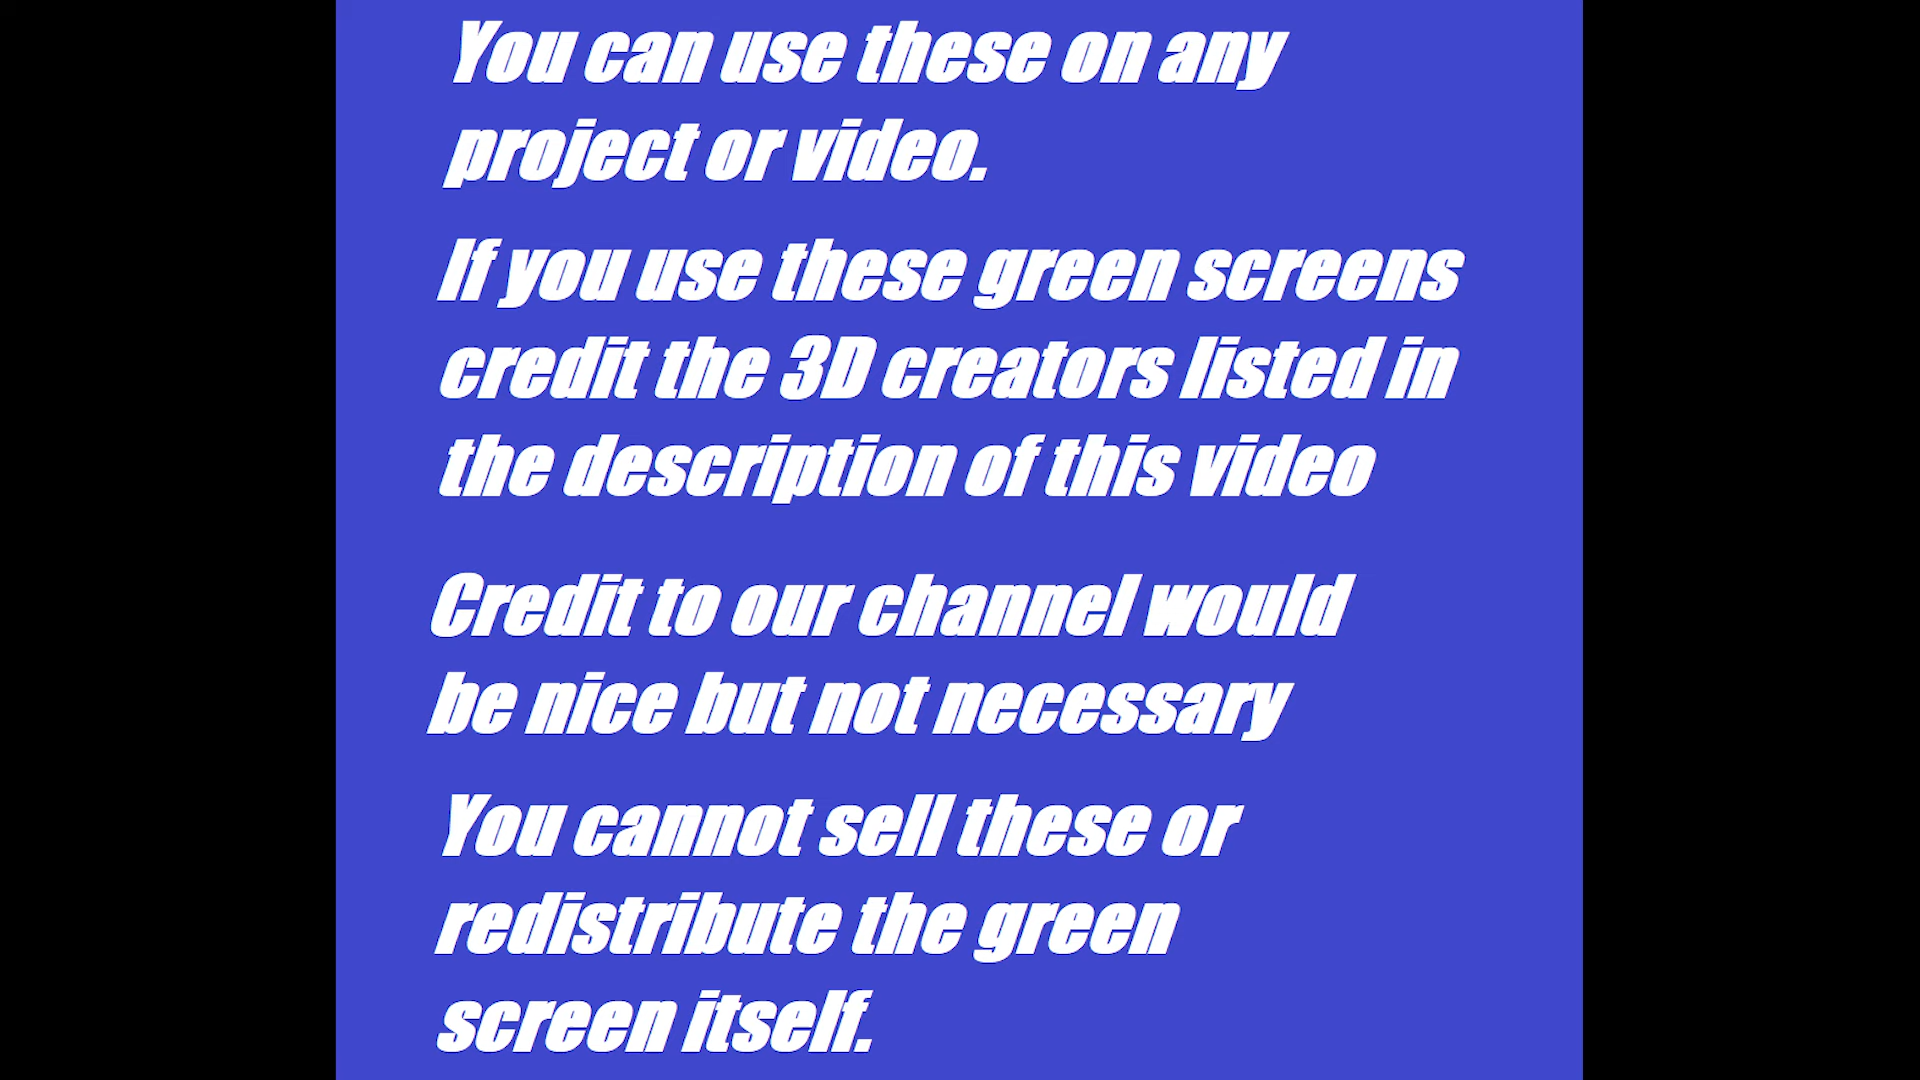 You can use these on any
project or video.
If you use these green screens
credit the 3D creators listed in
the description of this video
Credit to our channel would
be nice but not necessary
You cannot sell these or
redistribute the green
screen itself.